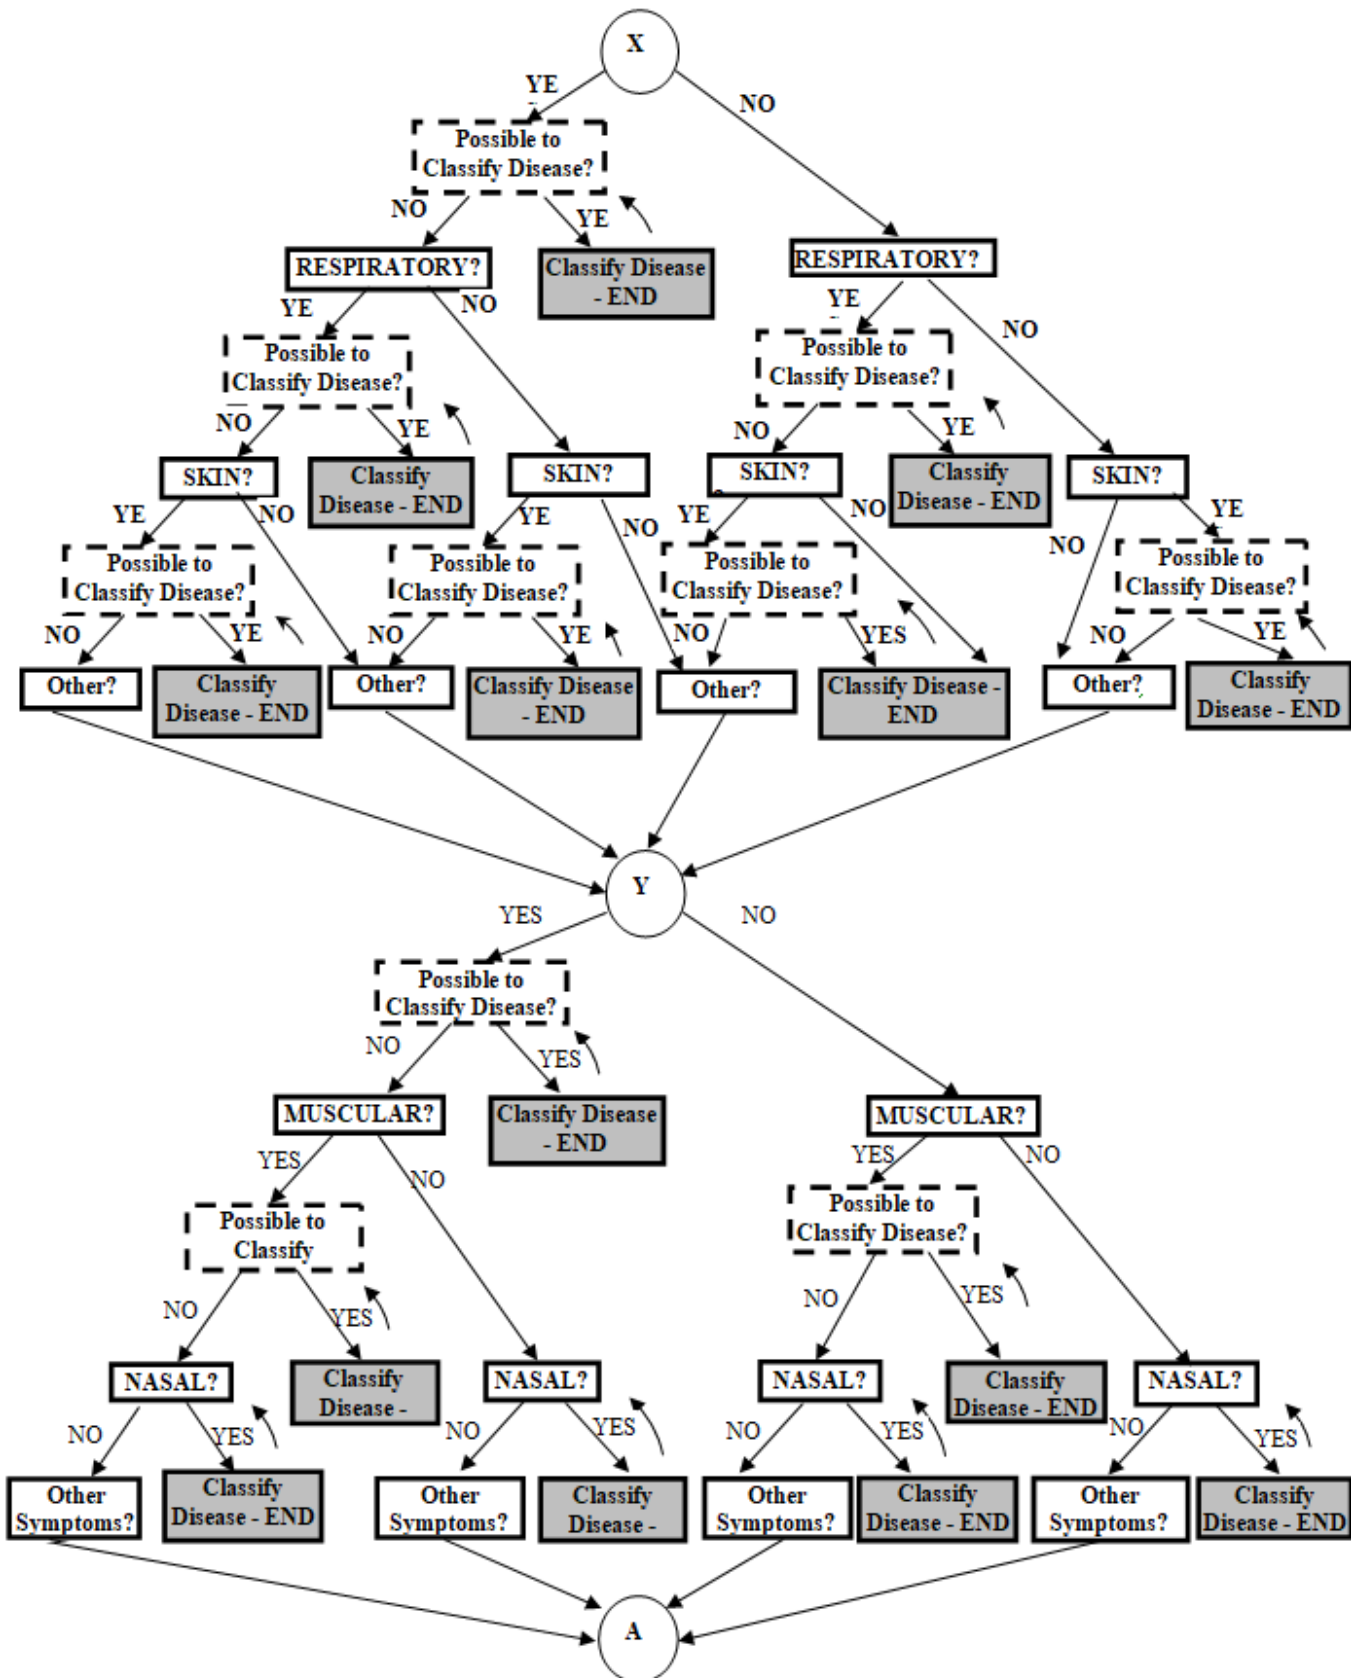 X
YE
NO
Possible to
Classify Disease?
NO
YE
RESPIRATORY?
Classify Disease
- END
RESPIRATORY?
YE
NO
YE
NO
Possible to
Classify Disease?
Possible to
Classify Disease?
NO
YE
NO
YE
SKIN?
Classify
Disease - END
SKIN?
SKIN?
Classify
Disease - END
SKIN?
YE
NO
YE
NO
YE
NO
NO
YE
Possible to
Classify Disease?
Possible to
Classify Disease?
Possible to
Classify Disease?
Possible to
Classify Disease?
NO
YE
NO
YE
NO
YES
NO
YE
Other?
Classify
Disease - END
Other?
Classify Disease
- END
Other?
Classify Disease -
END
Other?
Classify
Disease - END
Y
YES
NO
Possible to
Classify Disease?
NO
YES
MUSCULAR?
Classify Disease
- END
MUSCULAR?
YES
NO
YES
NO
Possible to
Classify
Possible to
Classify Disease?
NO
YES
NO
YES
NASAL?
Classify
Disease -
NASAL?
NASAL?
Classify
Disease - END
NASAL?
NO
YES
NO
YES
NO
YES
NO
YES
Other
Symptoms?
Classify
Disease - END
Other
Symptoms?
Classify
Disease -
Other
Symptoms?
Classify
Disease - END
Other
Symptoms?
Classify
Disease - END
A